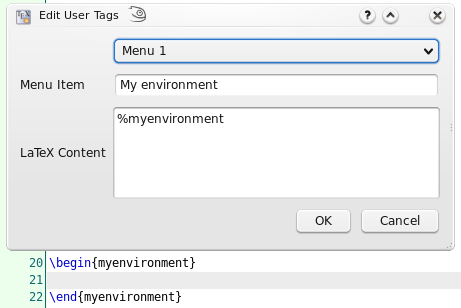 Edit User Tags
Menu 1
Menu Item
My environment
LaTeX Content
%myenvironment
OK
Cancel
20 \begin{myenvironment}
21
22 \end{myenvironment}